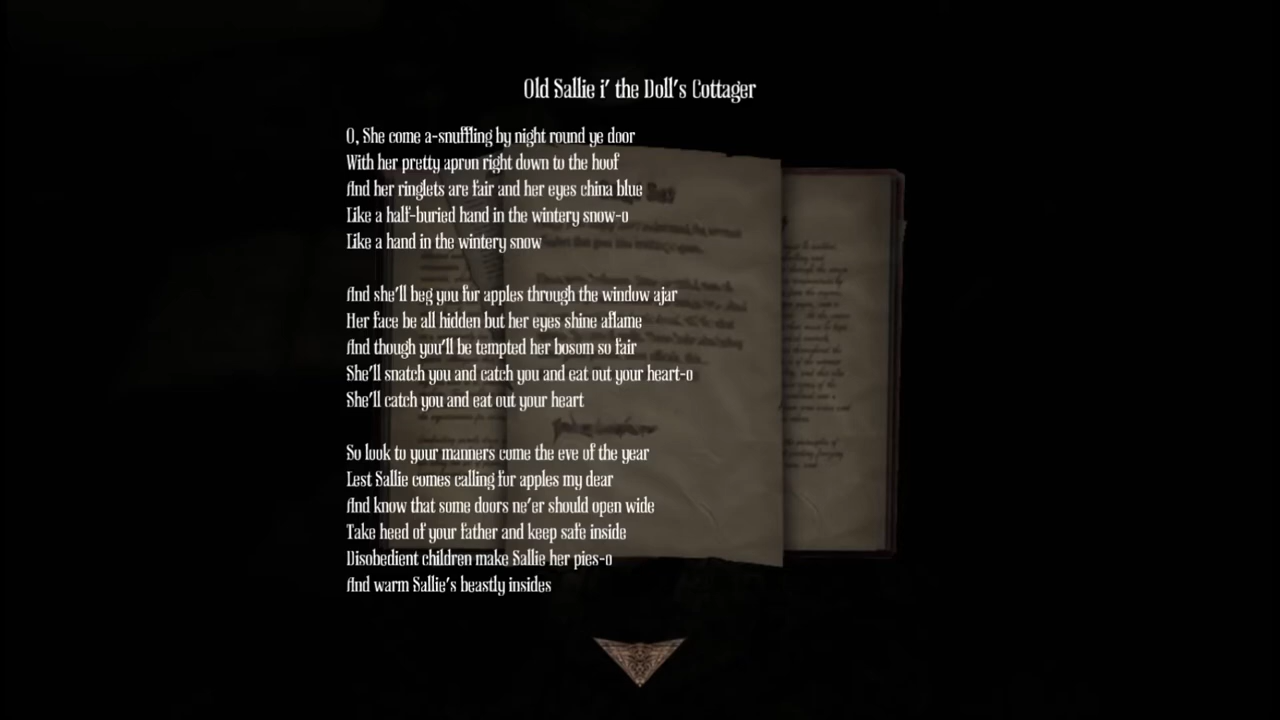 Old Sallie i' the Doll's Cottager
O, She come a-snuffling by night round ye door
With her pretty apron right down to the hoof
And her ringlets are fair and her eyes china blue
Like a half-buried hand in the wintery snow-o
Like a hand in the wintery snow
And she'll beg you for apples through the window ajar
Her face be all hidden but her eyes shine aflame
And though you'll be tempted her bosom so fair
She'll snatch you and catch you and eat out your heart-o
She'll catch you and eat out your heart
So look to your manners come the eve of the year
Lest Sallie comes calling for apples my dear
And know that some doors ne'er should open wide
Take heed of your father and keep safe inside
Disobedient children make Sallie her pies-o
And warm Sallie's beastly insides